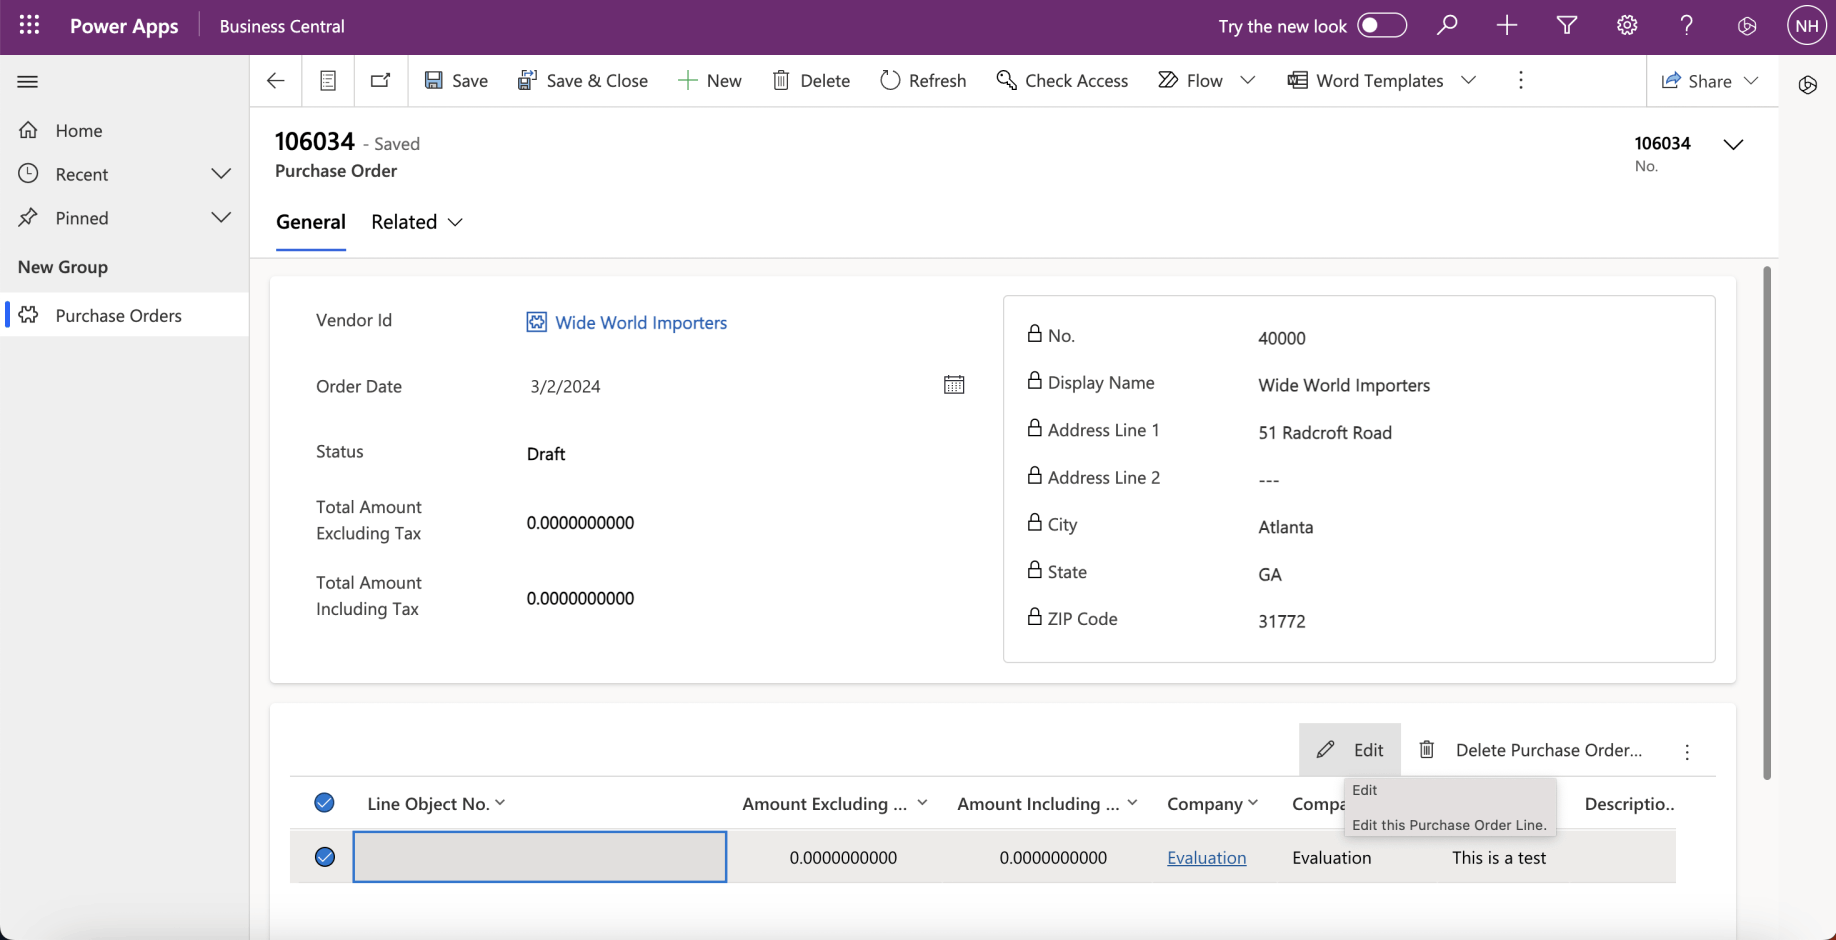 Power Apps
Business Central
Try the new look
NH
Save
Save & Close
New
Delete
Refresh
Check Access
Flow
Word Templates
Share
Home
Recent
Pinned
New Group
Purchase Orders
106034 - Saved
Purchase Order
106034
No.
General
Related
Vendor Id
Wide World Importers
Order Date
3/2/2024
Status
Draft
Total Amount
Excluding Tax
0.0000000000
Total Amount
Including Tax
0.0000000000
No.
40000
Display Name
Wide World Importers
Address Line 1
51 Radcroft Road
Address Line 2
---
City
Atlanta
State
GA
ZIP Code
31772
Edit
Delete Purchase Order...
Line Object No.
Amount Excluding ...
Amount Including ...
Company
Compa
Descriptio..
Edit
Edit this Purchase Order Line.
0.0000000000
0.0000000000
Evaluation
Evaluation
This is a test